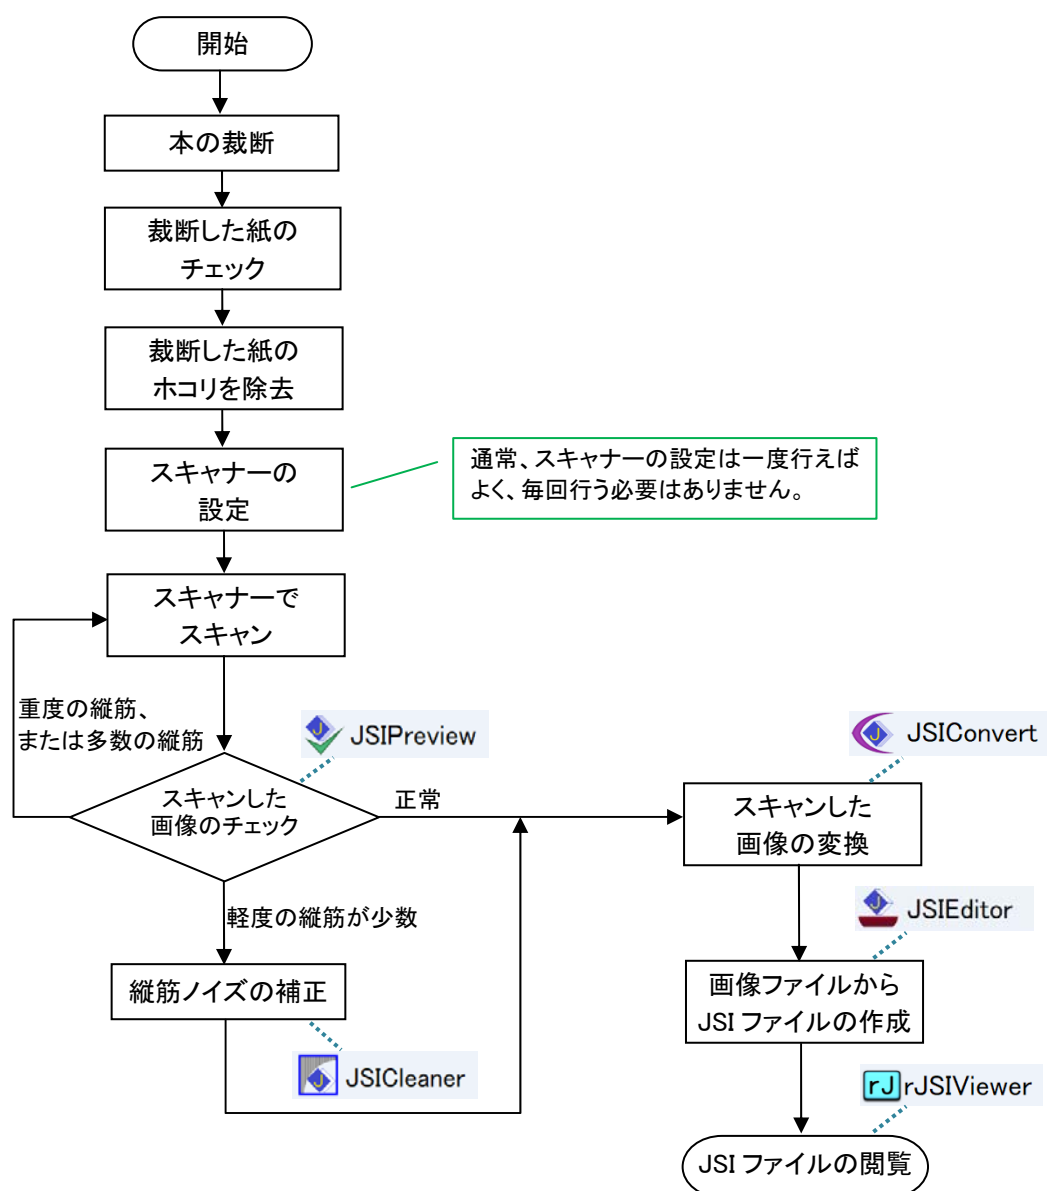 開始
本の裁断
裁断した紙の
チェック
裁断した紙の
ホコリを除去
スキャナーの
設定
通常、スキャナーの設定は一度行えば
よく、毎回行う必要はありません。
スキャナーで
スキャン
重度の縦筋、
または多数の縦筋
JSIPreview
スキャンした
画像のチェック
正常
軽度の縦筋が少数
縦筋ノイズの補正
JSICleaner
JSIConvert
スキャンした
画像の変換
JSIEditor
画像ファイルから
JSI ファイルの作成
rJ rJSIViewer
JSI ファイルの閲覧